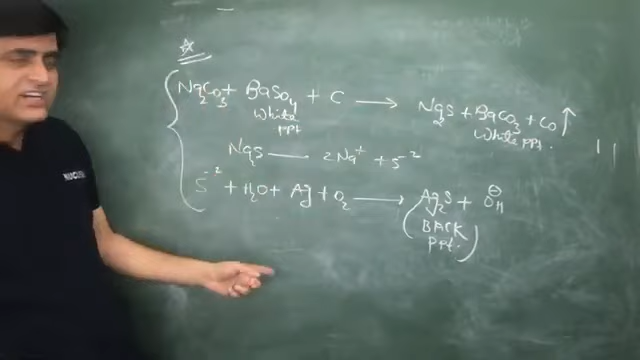 Na2CO3 + BaSO4 + C ⟶ Na2S + BaCO3 + CO ↑
White ppt White ppt.
Na2S — 2Na+ + S-2
S-2 + H2O + Ag + O2 ⟶ Ag2S + OH⊖
(BACK
ppt.)